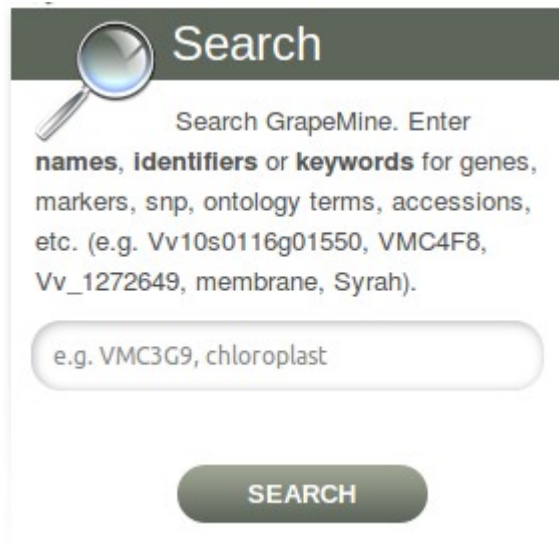 Search
Search GrapeMine. Enter
names, identifiers or keywords for genes,
markers, snp, ontology terms, accessions,
etc. (e.g. Vv10s0116g01550, VMC4F8,
Vv_1272649, membrane, Syrah).
e.g. VMC3G9, chloroplast
SEARCH